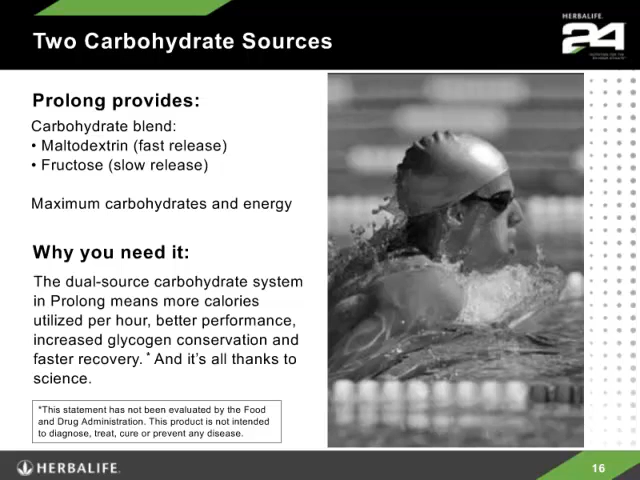 Two Carbohydrate Sources
HERBALIFE
24
Prolong provides:
Carbohydrate blend:
• Maltodextrin (fast release)
• Fructose (slow release)
Maximum carbohydrates and energy
Why you need it:
The dual-source carbohydrate system
in Prolong means more calories
utilized per hour, better performance,
increased glycogen conservation and
faster recovery.* And it's all thanks to
science.
*This statement has not been evaluated by the Food
and Drug Administration. This product is not intended
to diagnose, treat, cure or prevent any disease.
HERBALIFE
16